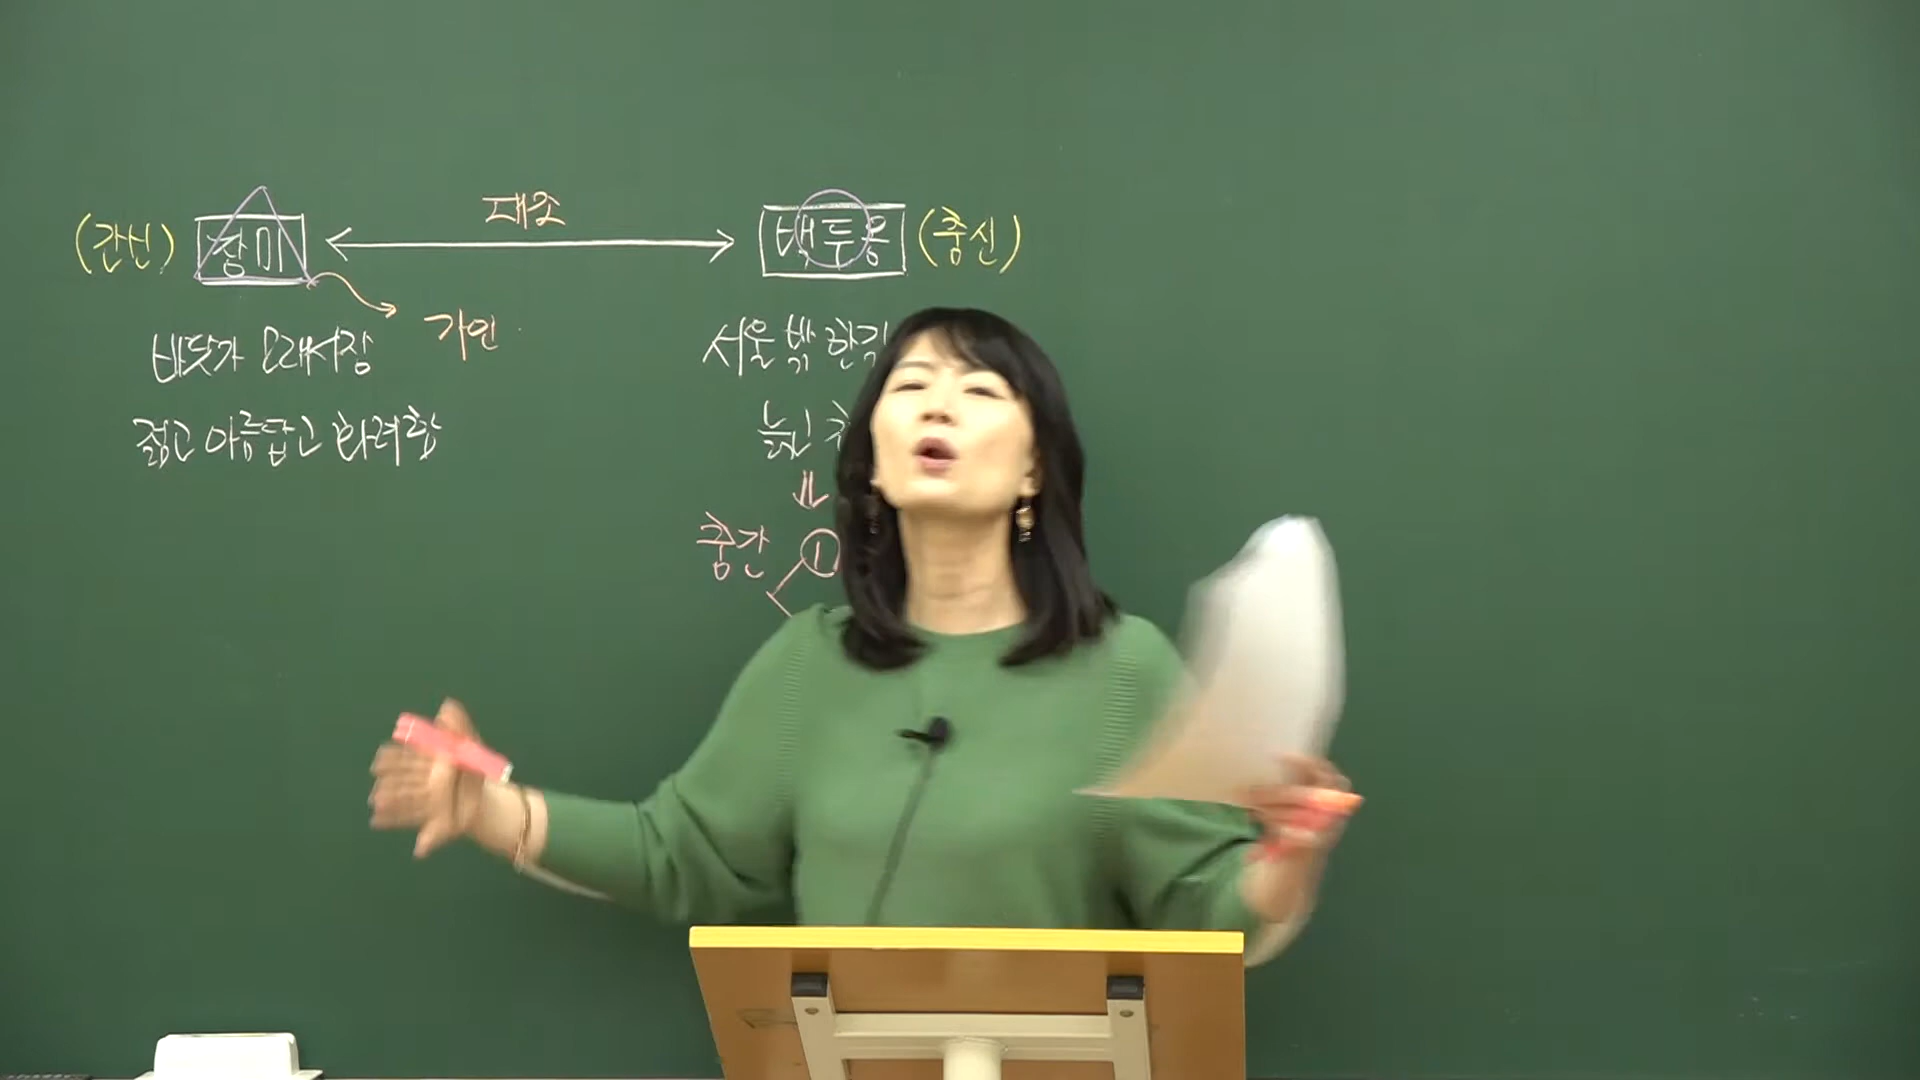 대조
(간신) 장미 ↔ 백두옹 (충신)
가인
바닷가 모래사장
서울 밖 한길
젊고 아름답고 화려함
늙은
⇓
충간 ①